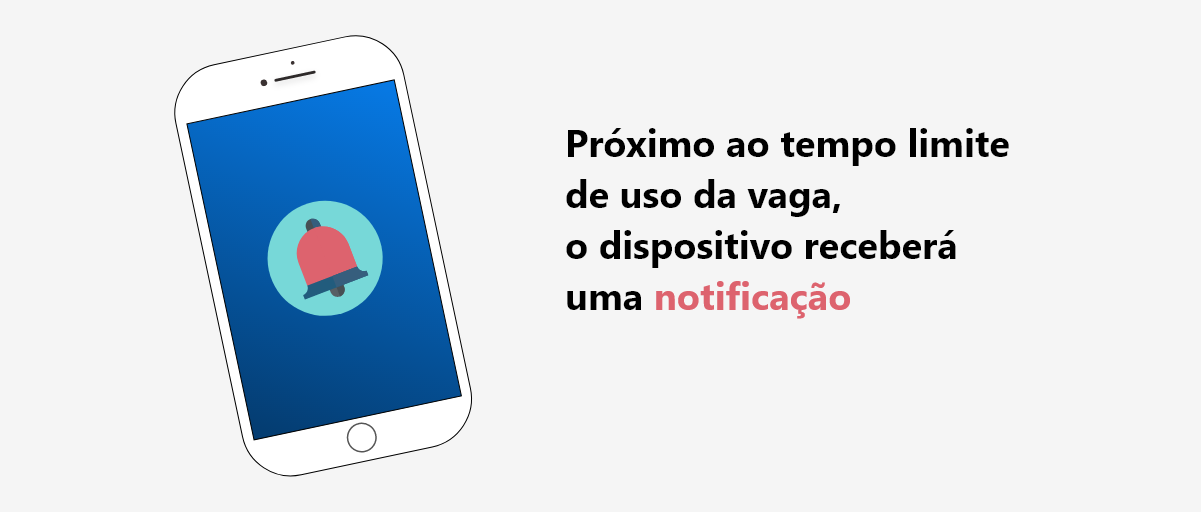 Próximo ao tempo limite
de uso da vaga,
o dispositivo receberá
uma notificação